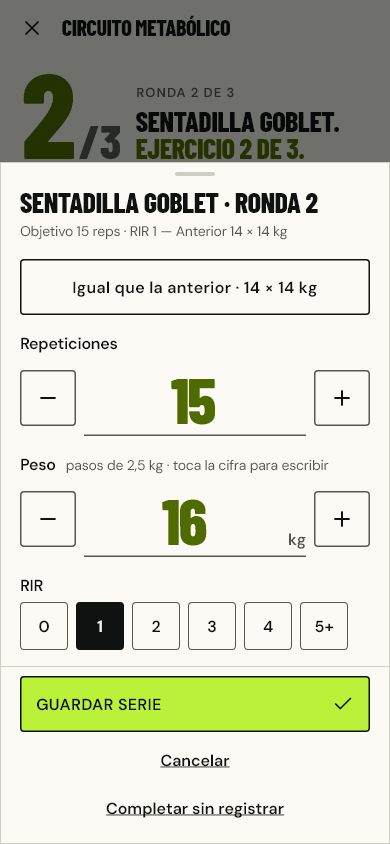 CIRCUITO METABÓLICO
2/3
RONDA 2 DE 3
SENTADILLA GOBLET.
EJERCICIO 2 DE 3.
SENTADILLA GOBLET · RONDA 2
Objetivo 15 reps · RIR 1 — Anterior 14 × 14 kg
Igual que la anterior · 14 × 14 kg
Repeticiones
− 15 +
Peso pasos de 2,5 kg · toca la cifra para escribir
− 16 kg +
RIR
0 1 2 3 4 5+
GUARDAR SERIE
Cancelar
Completar sin registrar